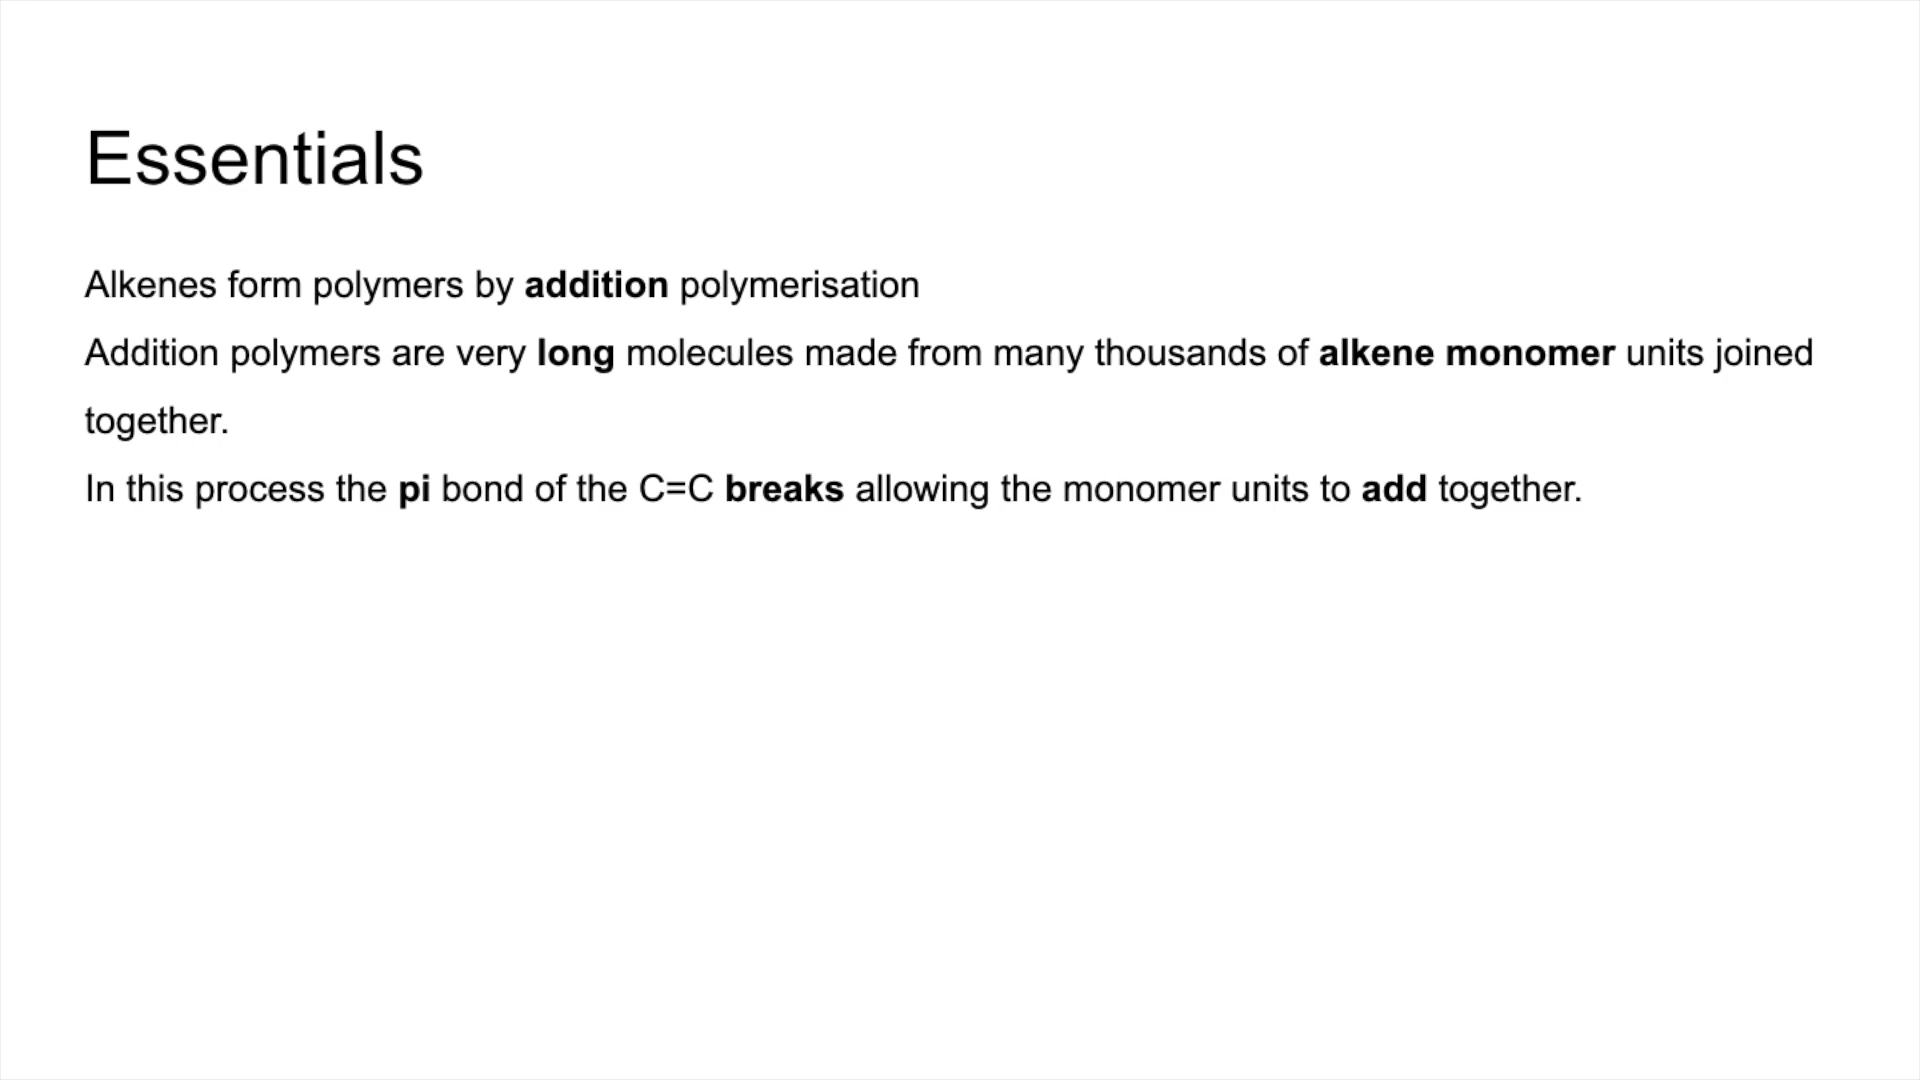 Essentials
Alkenes form polymers by addition polymerisation
Addition polymers are very long molecules made from many thousands of alkene monomer units joined
together.
In this process the pi bond of the C=C breaks allowing the monomer units to add together.